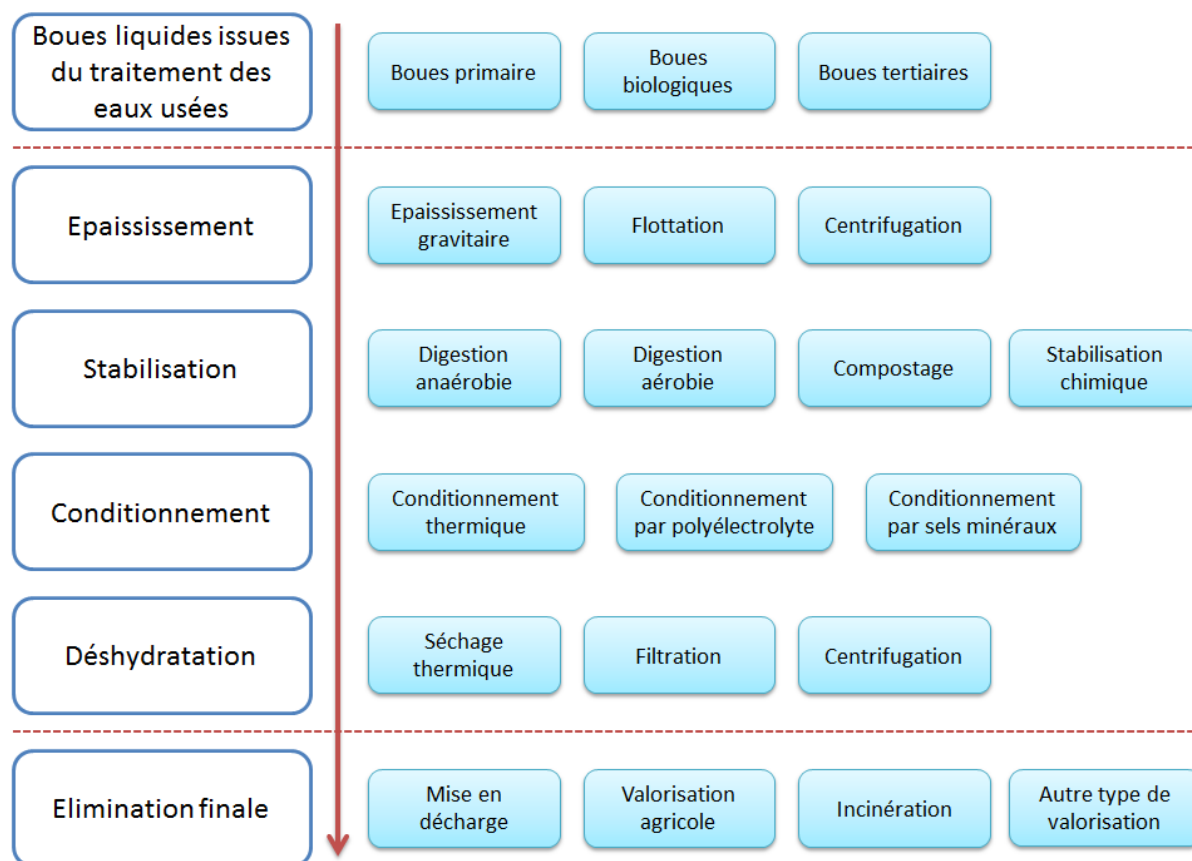 Boues liquides issues
du traitement des
eaux usées
Boues primaire
Boues
biologiques
Boues tertiaires
Epaississement
Epaississement
gravitaire
Flottation
Centrifugation
Stabilisation
Digestion
anaérobie
Digestion
aérobie
Compostage
Stabilisation
chimique
Conditionnement
Conditionnement
thermique
Conditionnement
par polyélectrolyte
Conditionnement
par sels minéraux
Déshydratation
Séchage
thermique
Filtration
Centrifugation
Elimination finale
Mise en
décharge
Valorisation
agricole
Incinération
Autre type de
valorisation